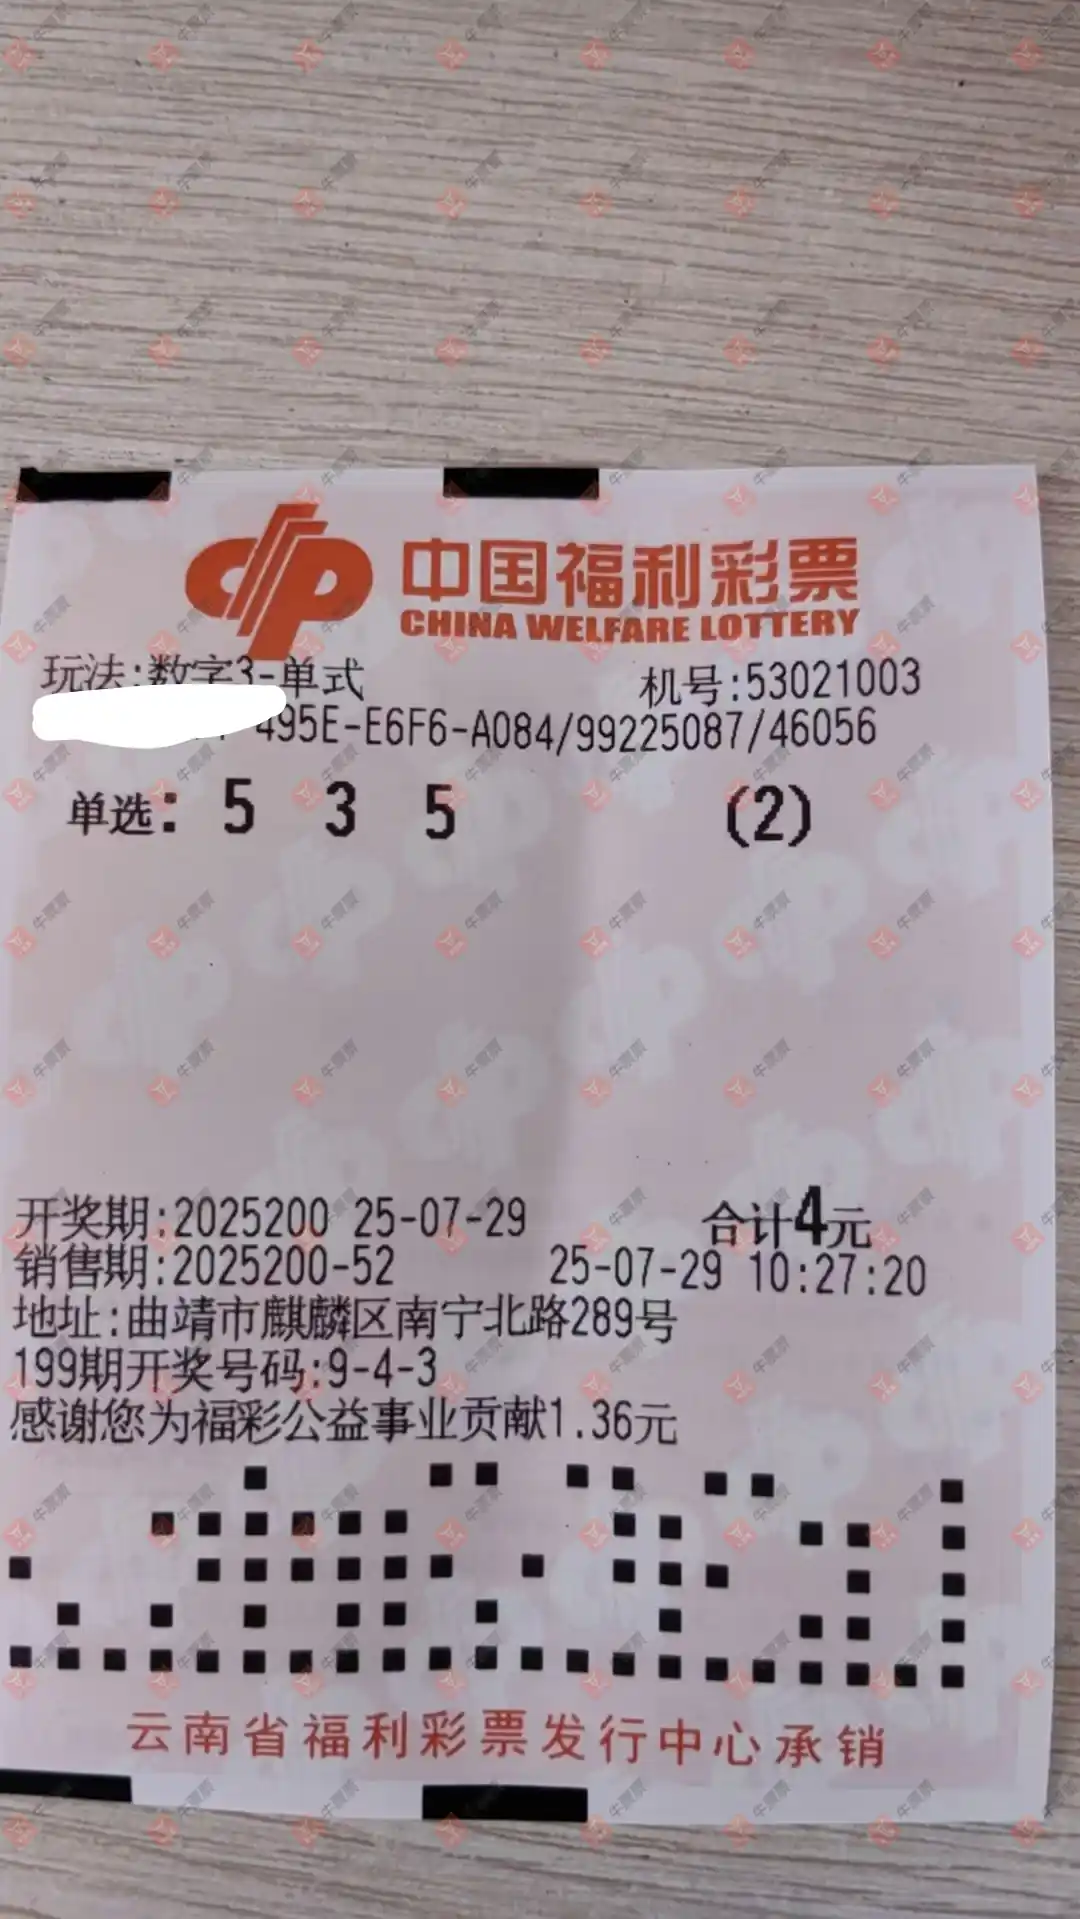 中国福利彩票
CHINA WELFARE LOTTERY
玩法:数字3-单式 机号:53021003
495E-E6F6-A084/99225087/46056
单选: 5 3 5 (2)
开奖期:2025200 25-07-29 合计4元
销售期:2025200-52 25-07-29 10:27:20
地址:曲靖市麒麟区南宁北路289号
199期开奖号码:9-4-3
感谢您为福彩公益事业贡献1.36元
云南省福利彩票发行中心承销